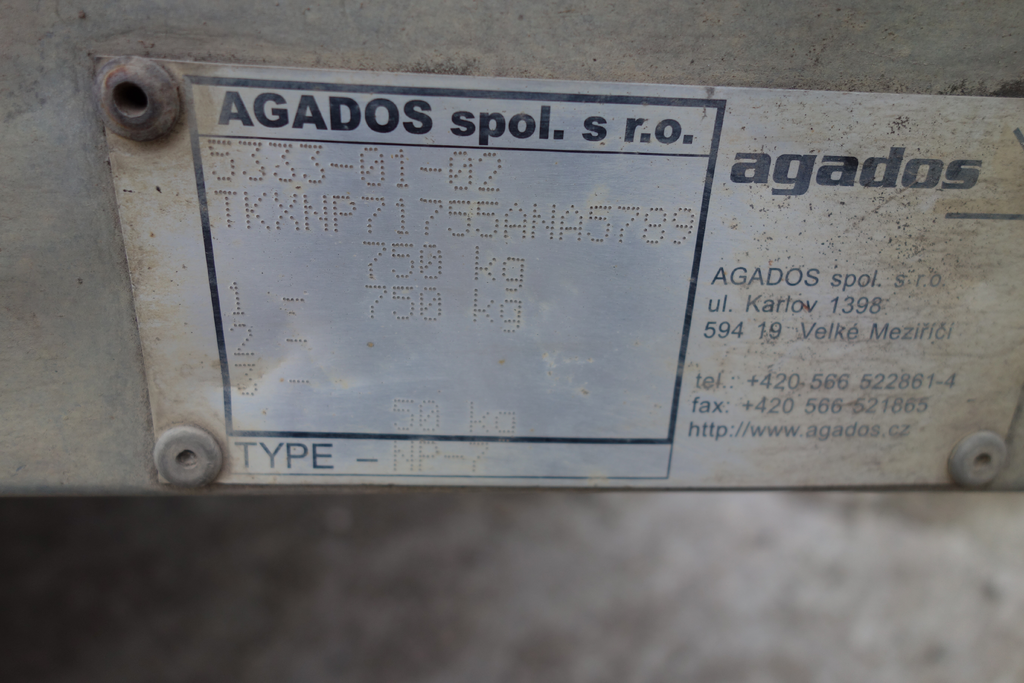 AGADOS spol. s r.o.
3333-01-02
TKXNP71755ANA5789
750 kg
1 - 750 kg
2 -
3 -
50 kg
TYPE - NP-7
agados
AGADOS spol. s r.o.
ul. Karlov 1398
594 19 Velké Meziříčí
tel.: +420 566 522861-4
fax: +420 566 521865
http://www.agados.cz